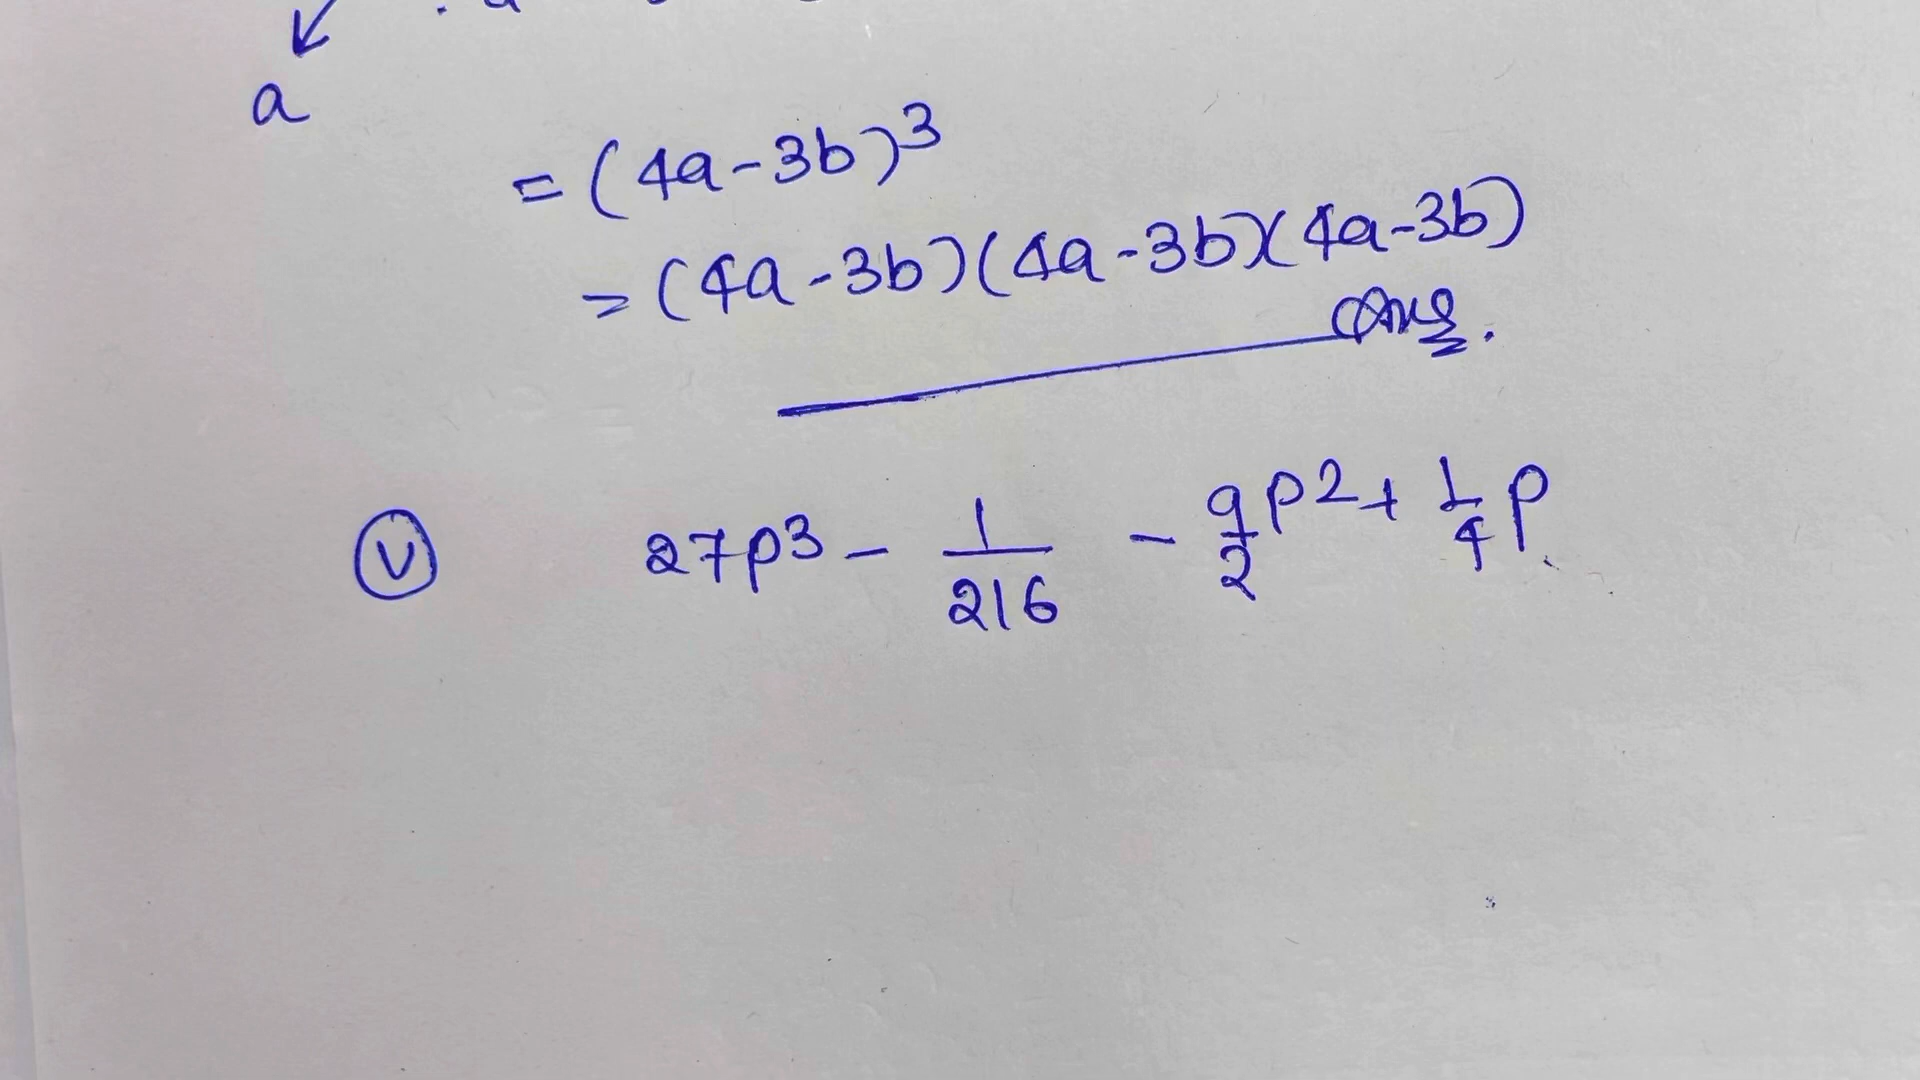 a
= (4a-3b)³
= (4a-3b)(4a-3b)(4a-3b)
Ans.
(v) 27p³ - 1/216 - 9/2 p² + 1/4 p